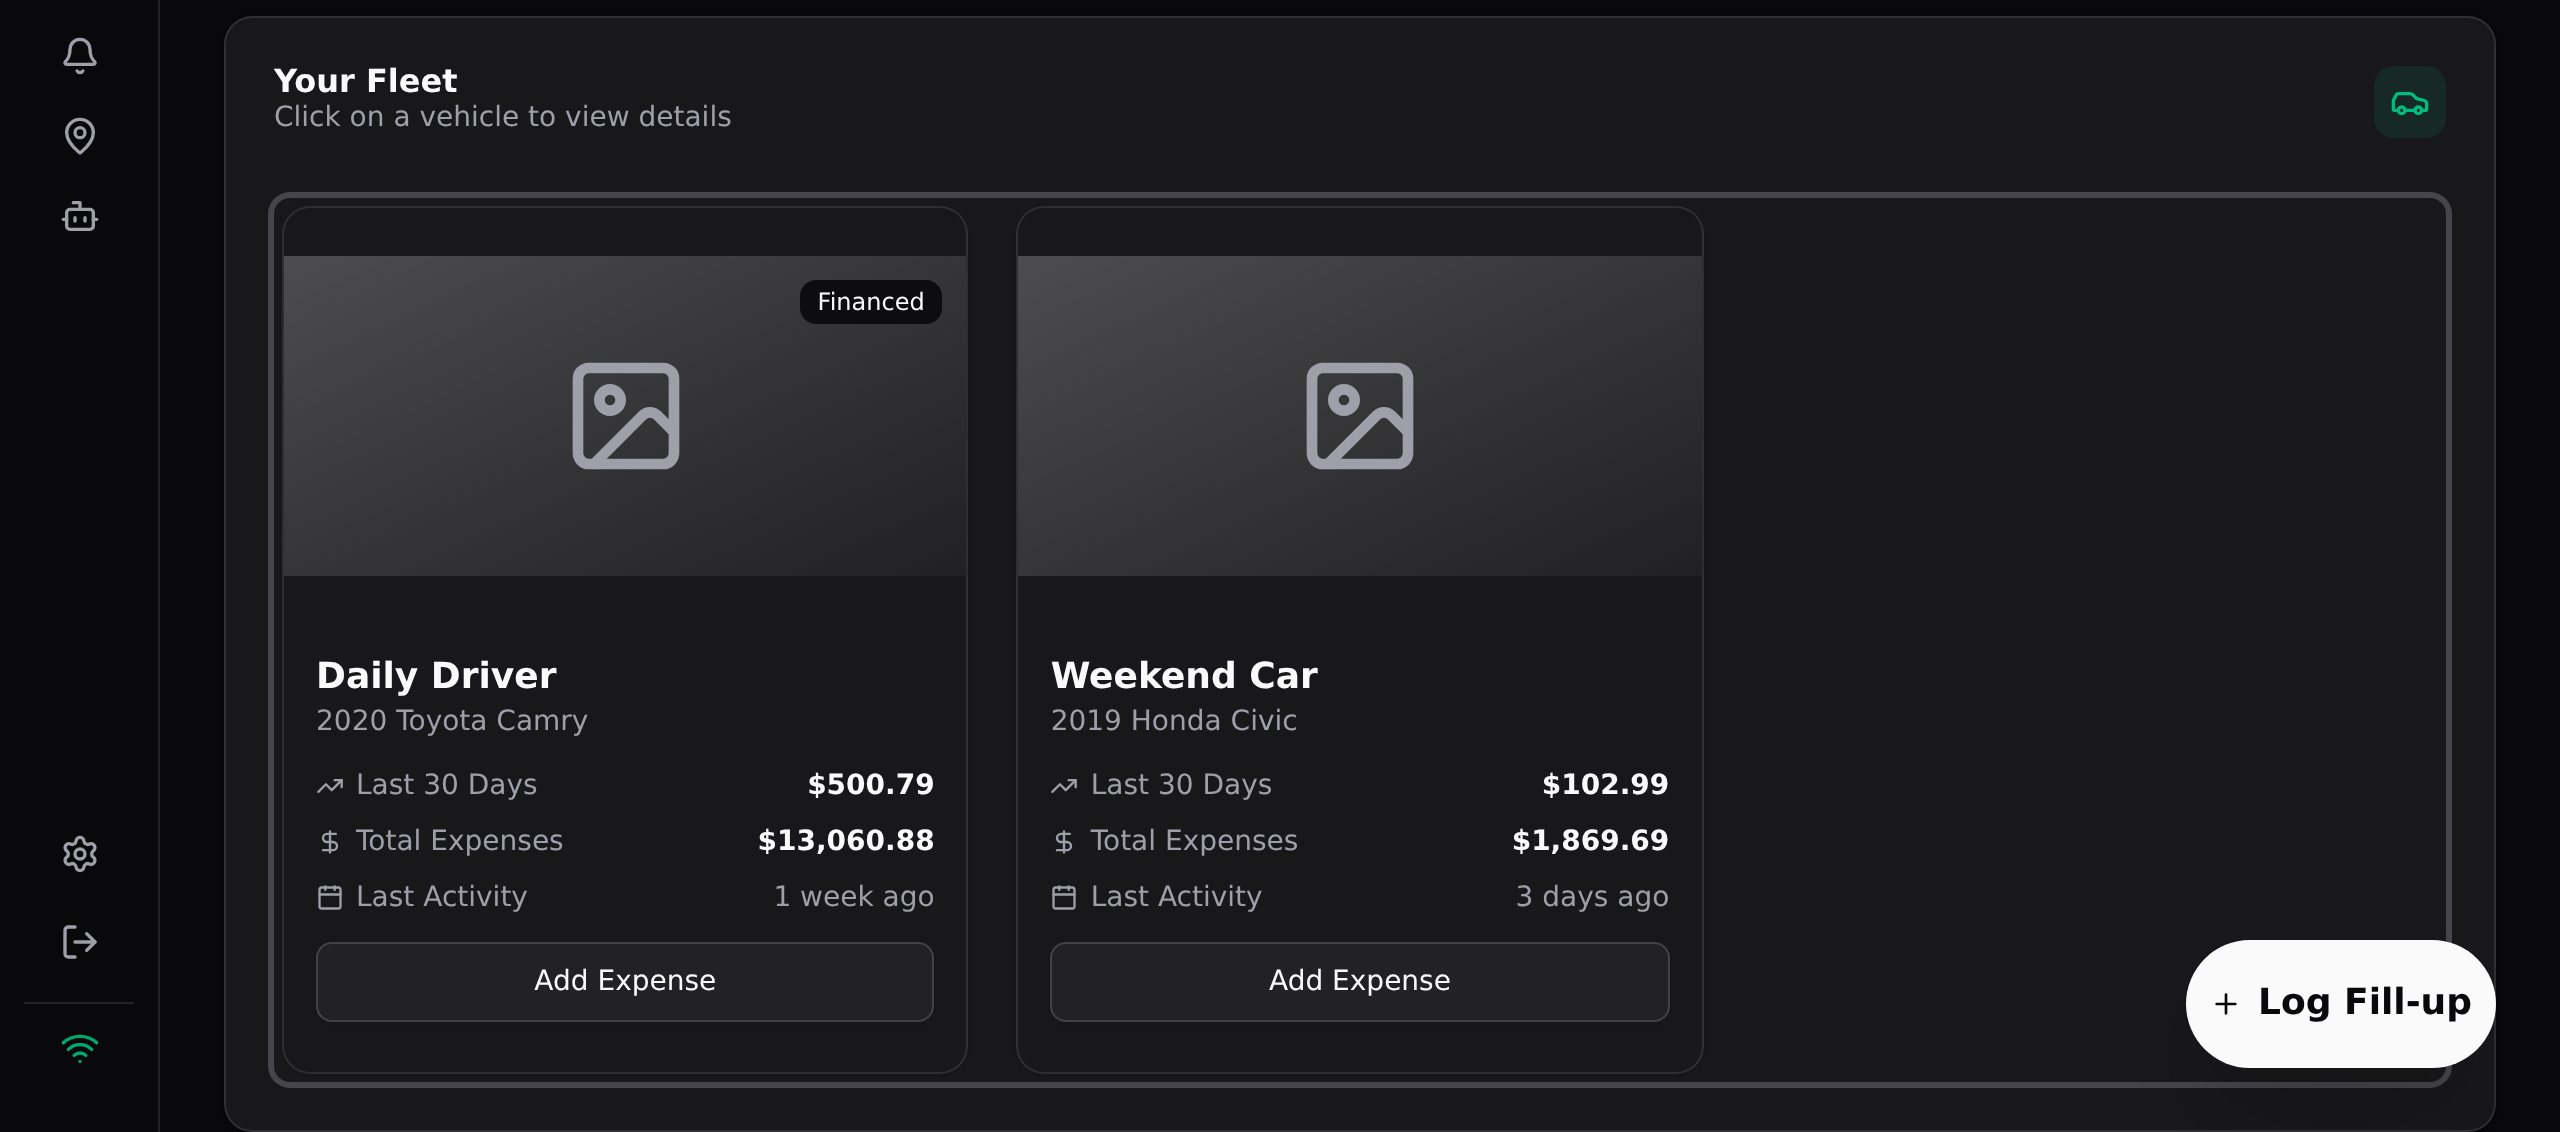 Your Fleet
Click on a vehicle to view details
Financed
Daily Driver
2020 Toyota Camry
Last 30 Days $500.79
Total Expenses $13,060.88
Last Activity 1 week ago
Add Expense
Weekend Car
2019 Honda Civic
Last 30 Days $102.99
Total Expenses $1,869.69
Last Activity 3 days ago
Add Expense
Log Fill-up